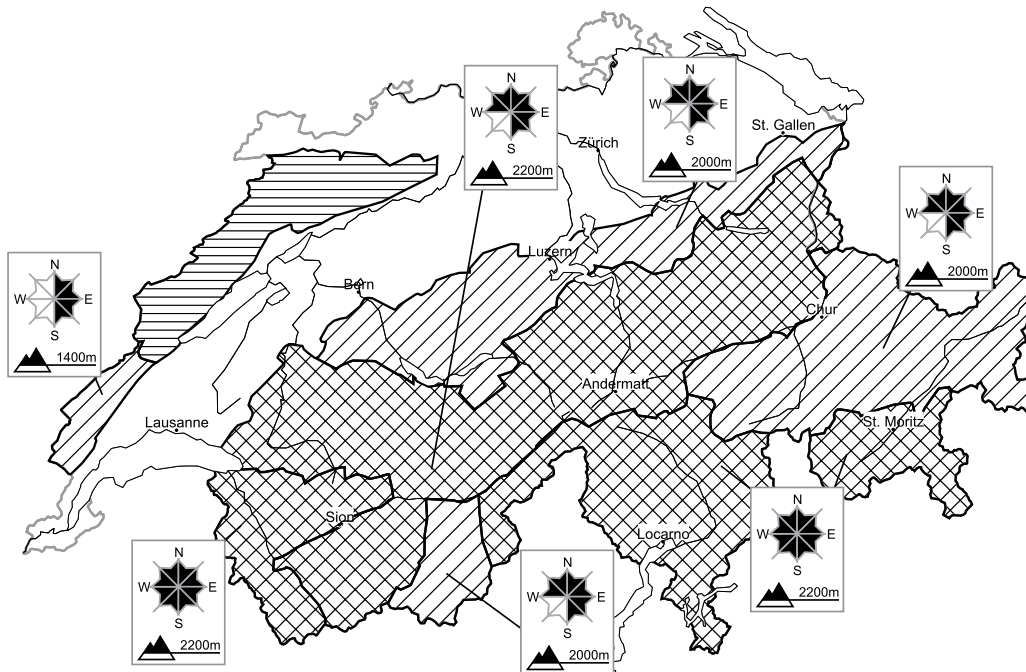 N
W E
S
2200m
N
W E
S
2000m
St. Gallen
Zürich
N
W E
S
2000m
Luzern
Bern
N
W E
S
1400m
Chur
Andermatt
Lausanne
St. Moritz
Sion
Locarno
N
W E
S
2200m
N
W E
S
2200m
N
W E
S
2000m